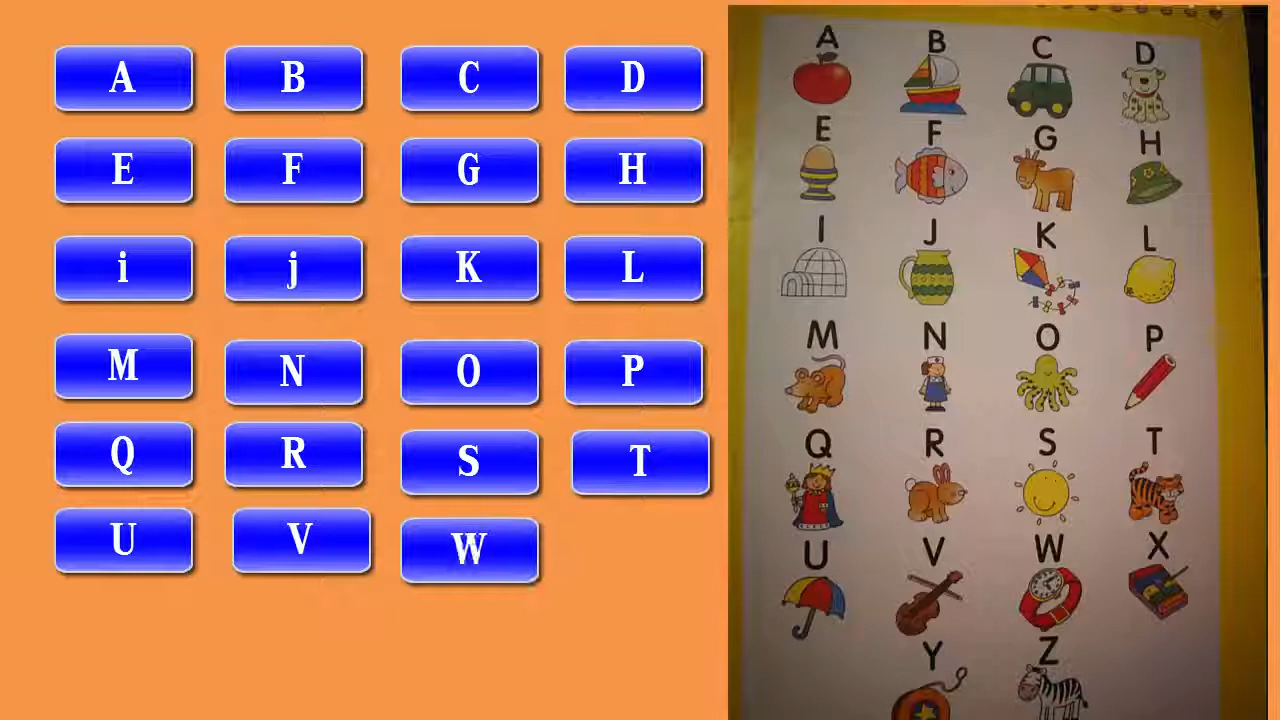 A B C D
E F G H
i j K L
M N O P
Q R S T
U V W
A B C D
E F G H
I J K L
M N O P
Q R S T
U V W X
Y Z